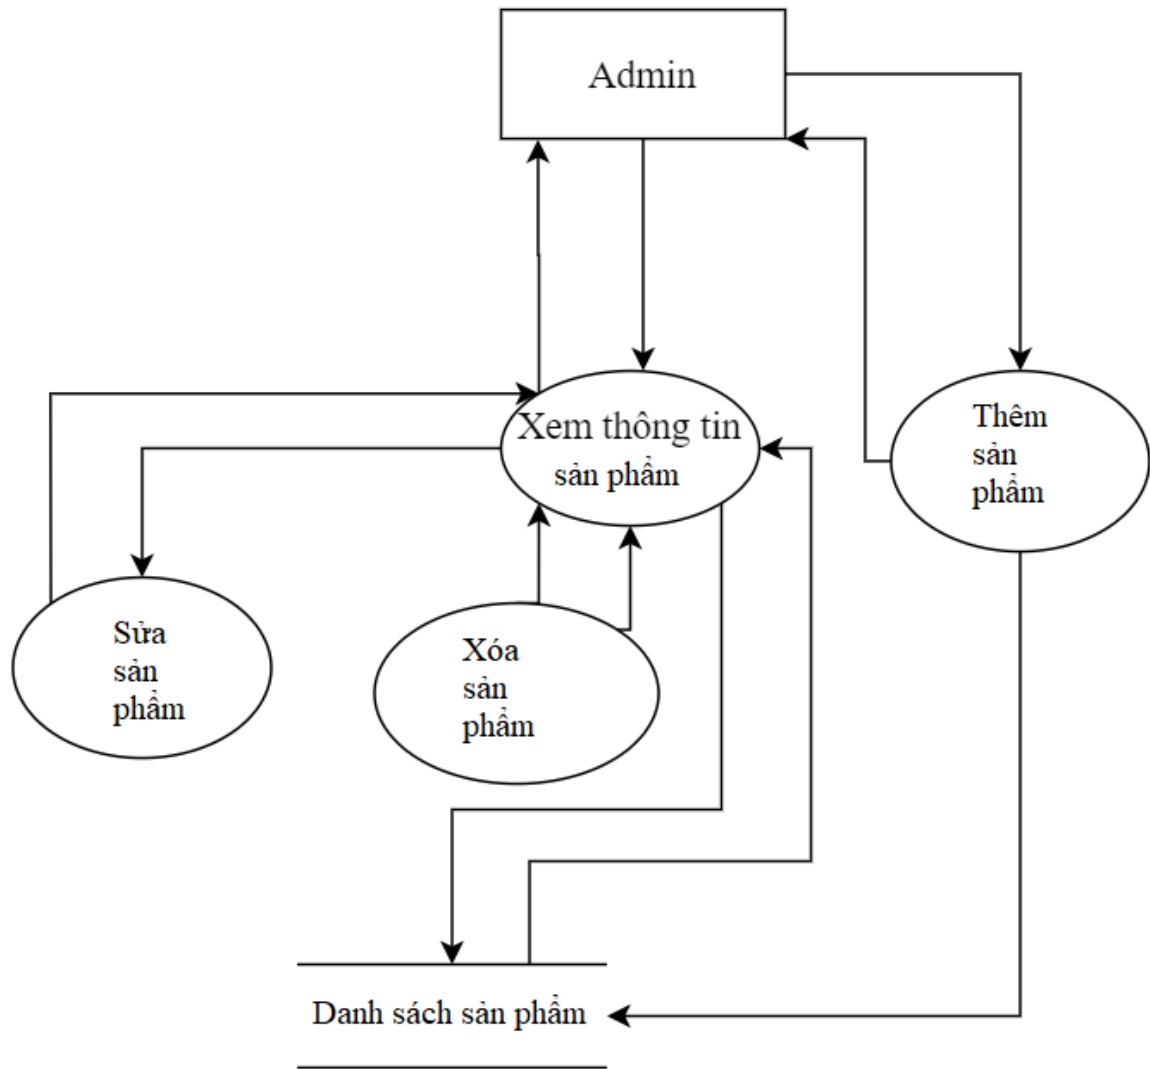 Admin
Xem thông tin
sản phẩm
Thêm
sản
phẩm
Sửa
sản
phẩm
Xóa
sản
phẩm
Danh sách sản phẩm